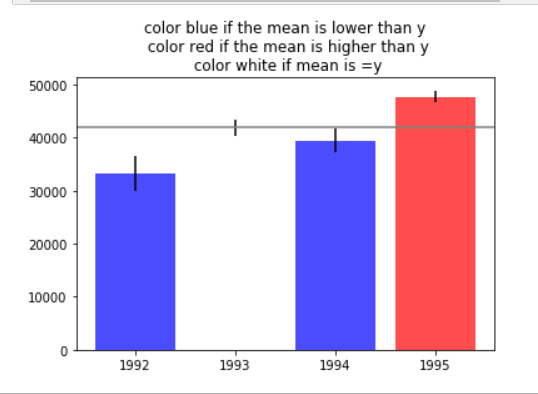 color blue if the mean is lower than y
color red if the mean is higher than y
color white if mean is =y
50000
40000
30000
20000
10000
0
1992 1993 1994 1995